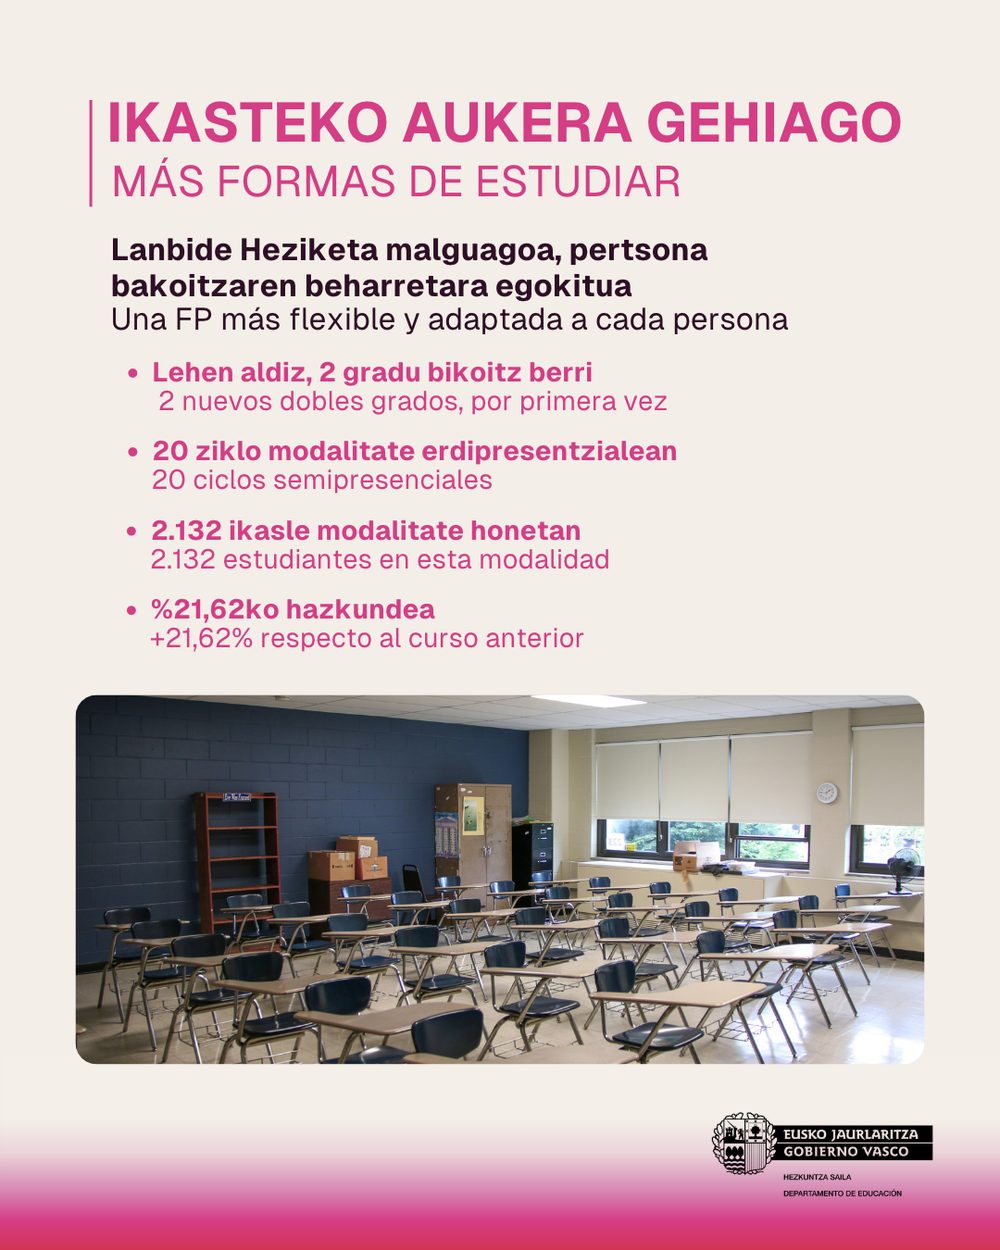 IKASTEKO AUKERA GEHIAGO
MÁS FORMAS DE ESTUDIAR
Lanbide Heziketa malguagoa, pertsona
bakoitzaren beharretara egokitua
Una FP más flexible y adaptada a cada persona
• Lehen aldiz, 2 gradu bikoitz berri
2 nuevos dobles grados, por primera vez
• 20 ziklo modalitate erdipresentzialean
20 ciclos semipresenciales
• 2.132 ikasle modalitate honetan
2.132 estudiantes en esta modalidad
• %21,62ko hazkundea
+21,62% respecto al curso anterior
EUSKO JAURLARITZA
GOBIERNO VASCO
HEZKUNTZA SAILA
DEPARTAMENTO DE EDUCACIÓN